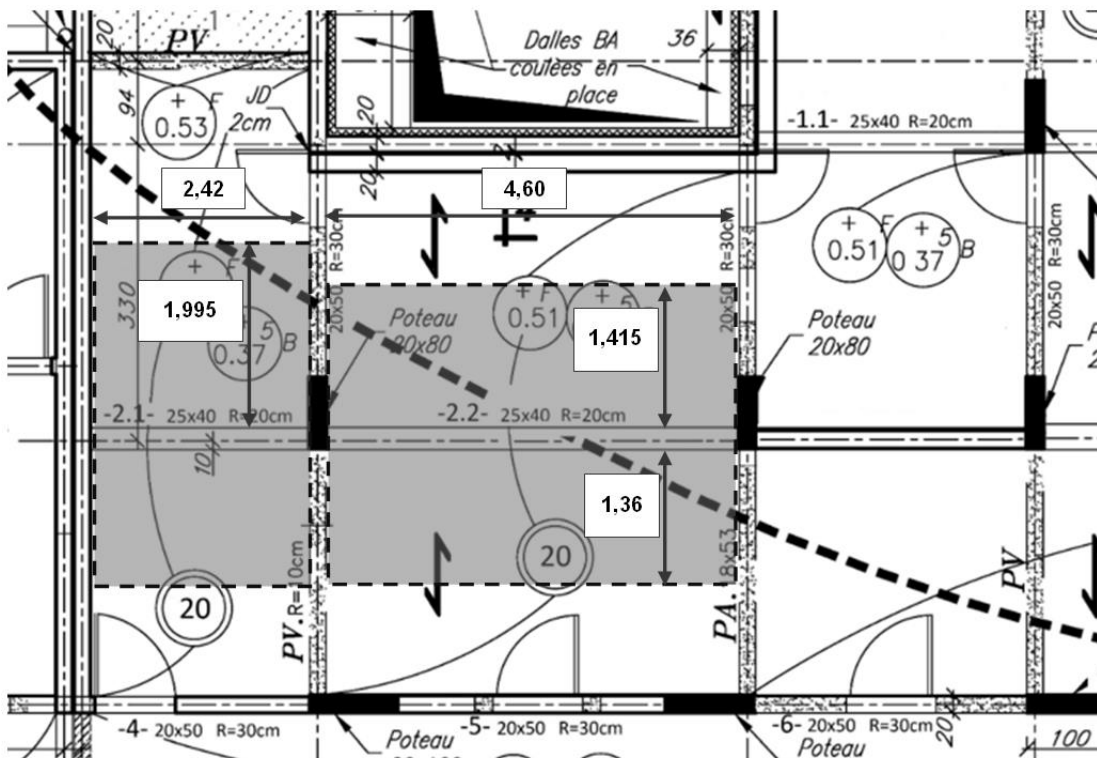 20
PV
94
+ F
0.53
JD
2cm
20
20
2
Dalles BA
coulées en
place
36
-1.1- 25x40 R=20cm
2,42
4,60
20x50 R=30cm
20x50 R=30cm
20x50 R=30cm
+ F
0.51
+ 5
0 37 B
330
1,995
+ F
5
0.37 B
+ F
0.51
+ 5
1,415
Poteau
20x80
Poteau
20x80
-2.1- 25x40 R=20cm
-2.2- 25x40 R=20cm
10
1,36
20
20
PV. R=10cm
PA. 18x53
PV
-4- 20x50 R=30cm
-5- 20x50 R=30cm
-6- 20x50 R=30cm
20
100
Poteau
Poteau